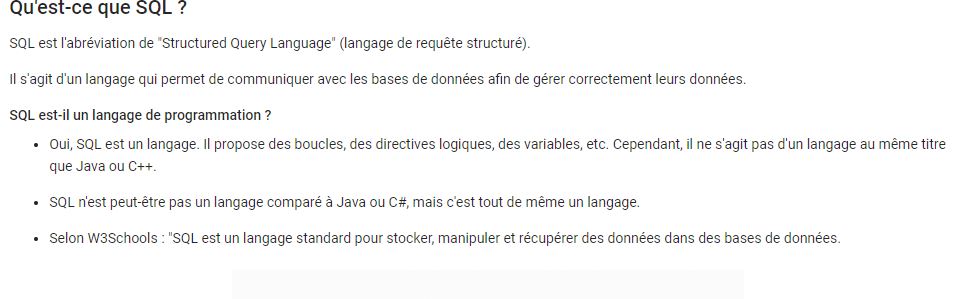 Qu'est-ce que SQL ?
SQL est l'abréviation de "Structured Query Language" (langage de requête structuré).
Il s'agit d'un langage qui permet de communiquer avec les bases de données afin de gérer correctement leurs données.
SQL est-il un langage de programmation ?
• Oui, SQL est un langage. Il propose des boucles, des directives logiques, des variables, etc. Cependant, il ne s'agit pas d'un langage au même titre
que Java ou C++.
• SQL n'est peut-être pas un langage comparé à Java ou C#, mais c'est tout de même un langage.
• Selon W3Schools : "SQL est un langage standard pour stocker, manipuler et récupérer des données dans des bases de données.